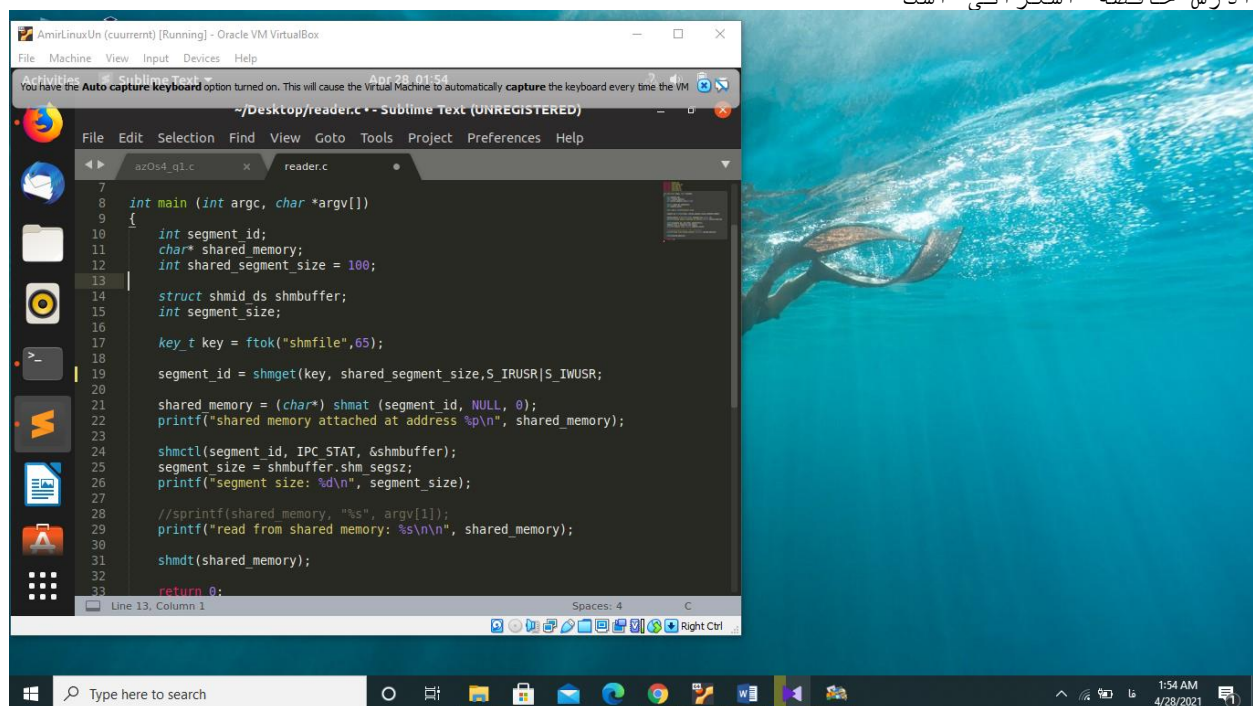 آدرس حافظه اشتراکی است
AmirLinuxUn (cuurremt) [Running] - Oracle VM VirtualBox
File Machine View Input Devices Help
Activities Sublime Text Apr 28 01:54
You have the Auto capture keyboard option turned on. This will cause the Virtual Machine to automatically capture the keyboard every time the VM
~/Desktop/reader.c • - Sublime Text (UNREGISTERED)
File Edit Selection Find View Goto Tools Project Preferences Help
azOs4_q1.c × reader.c
7
8 int main (int argc, char *argv[])
9 {
10 int segment_id;
11 char* shared_memory;
12 int shared_segment_size = 100;
13
14 struct shmid_ds shmbuffer;
15 int segment_size;
16
17 key_t key = ftok("shmfile",65);
18
19 segment_id = shmget(key, shared_segment_size,S_IRUSR|S_IWUSR;
20
21 shared_memory = (char*) shmat (segment_id, NULL, 0);
22 printf("shared memory attached at address %p\n", shared_memory);
23
24 shmctl(segment_id, IPC_STAT, &shmbuffer);
25 segment_size = shmbuffer.shm_segsz;
26 printf("segment size: %d\n", segment_size);
27
28 //sprintf(shared_memory, "%s", argv[1]);
29 printf("read from shared memory: %s\n\n", shared_memory);
30
31 shmdt(shared_memory);
32
33 return 0;
Line 13, Column 1 Spaces: 4 C
Right Ctrl
Type here to search
فا
1:54 AM
4/28/2021